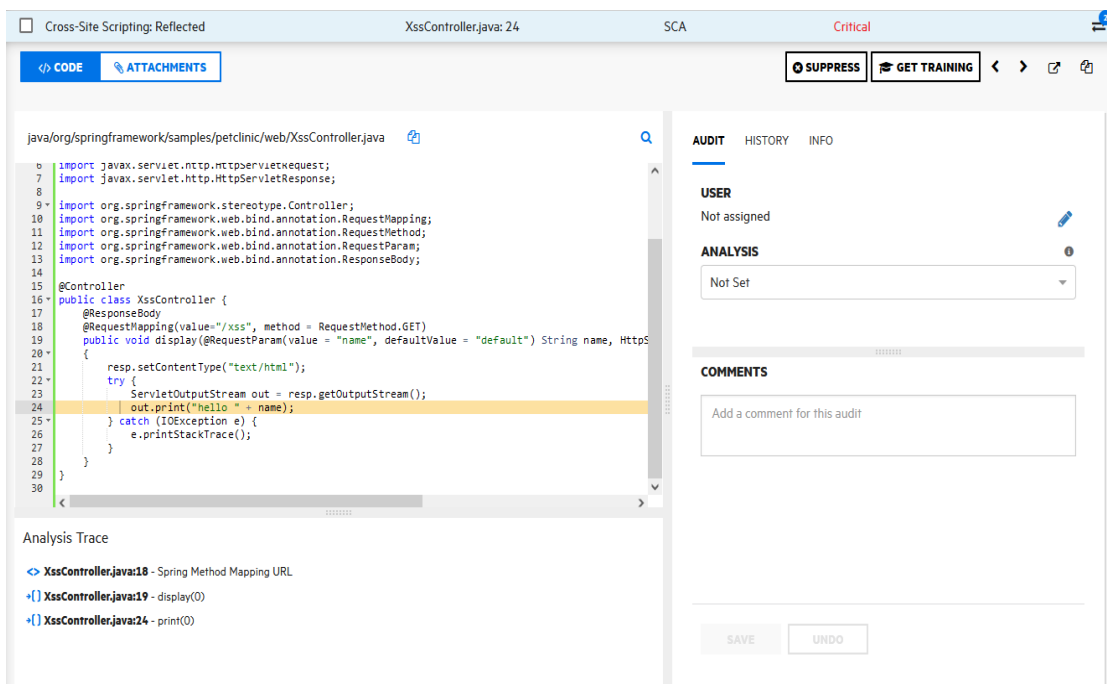 Cross-Site Scripting: Reflected XssController.java: 24 SCA Critical
</> CODE ATTACHMENTS SUPPRESS GET TRAINING
java/org/springframework/samples/petclinic/web/XssController.java
6 import javax.servlet.http.HttpServletRequest;
7 import javax.servlet.http.HttpServletResponse;
8
9 import org.springframework.stereotype.Controller;
10 import org.springframework.web.bind.annotation.RequestMapping;
11 import org.springframework.web.bind.annotation.RequestMethod;
12 import org.springframework.web.bind.annotation.RequestParam;
13 import org.springframework.web.bind.annotation.ResponseBody;
14
15 @Controller
16 public class XssController {
17 @ResponseBody
18 @RequestMapping(value="/xss", method = RequestMethod.GET)
19 public void display(@RequestParam(value = "name", defaultValue = "default") String name, HttpS
20 {
21 resp.setContentType("text/html");
22 try {
23 ServletOutputStream out = resp.getOutputStream();
24 out.print("hello " + name);
25 } catch (IOException e) {
26 e.printStackTrace();
27 }
28 }
29 }
30
Analysis Trace
<> XssController.java:18 - Spring Method Mapping URL
XssController.java:19 - display(0)
XssController.java:24 - print(0)
AUDIT HISTORY INFO
USER
Not assigned
ANALYSIS
Not Set
COMMENTS
Add a comment for this audit
SAVE UNDO